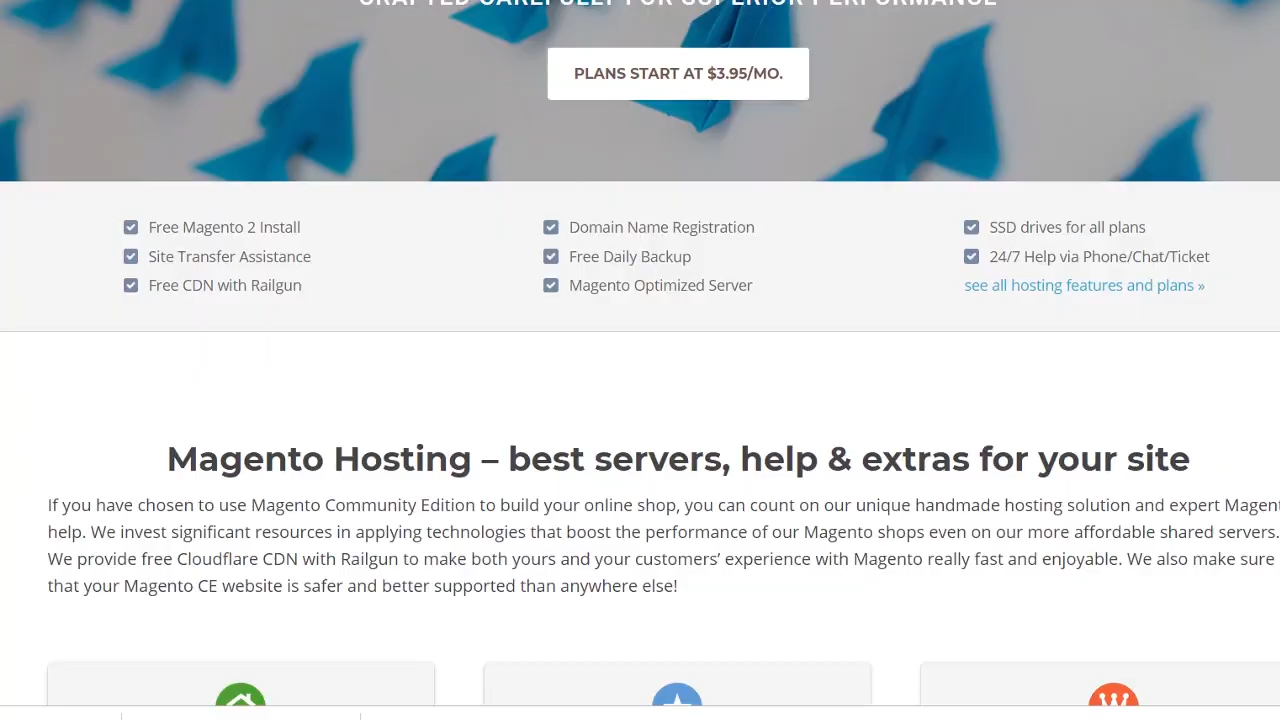 CRAFTED CAREFULLY FOR SUPERIOR PERFORMANCE
PLANS START AT $3.95/MO.
Free Magento 2 Install
Site Transfer Assistance
Free CDN with Railgun
Domain Name Registration
Free Daily Backup
Magento Optimized Server
SSD drives for all plans
24/7 Help via Phone/Chat/Ticket
see all hosting features and plans »
Magento Hosting – best servers, help & extras for your site
If you have chosen to use Magento Community Edition to build your online shop, you can count on our unique handmade hosting solution and expert Magent
help. We invest significant resources in applying technologies that boost the performance of our Magento shops even on our more affordable shared servers.
We provide free Cloudflare CDN with Railgun to make both yours and your customers’ experience with Magento really fast and enjoyable. We also make sure
that your Magento CE website is safer and better supported than anywhere else!